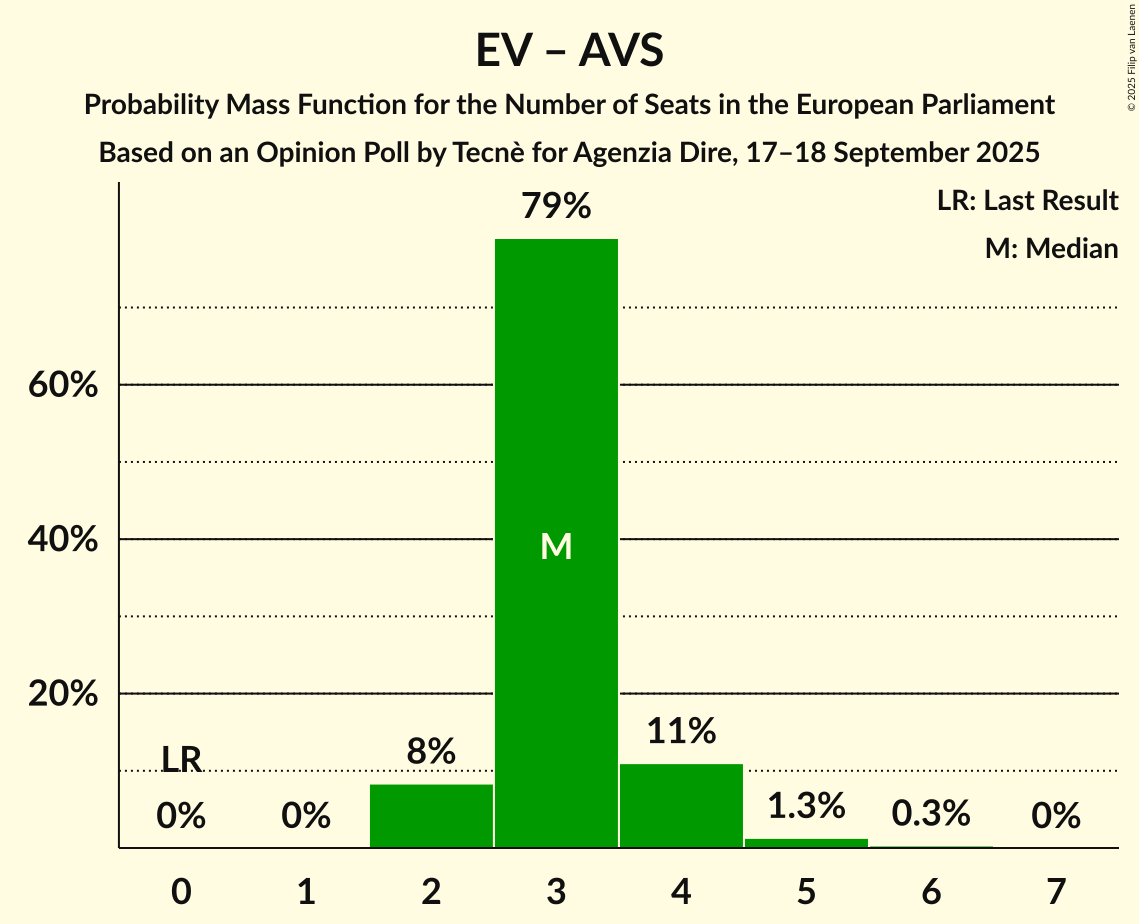 EV – AVS
Probability Mass Function for the Number of Seats in the European Parliament
Based on an Opinion Poll by Tecnè for Agenzia Dire, 17–18 September 2025
© 2025 Filip van Laenen
LR: Last Result
M: Median
79%
60%
40%
M
20%
LR
0%
0%
8%
11%
1.3%
0.3%
0%
0 1 2 3 4 5 6 7